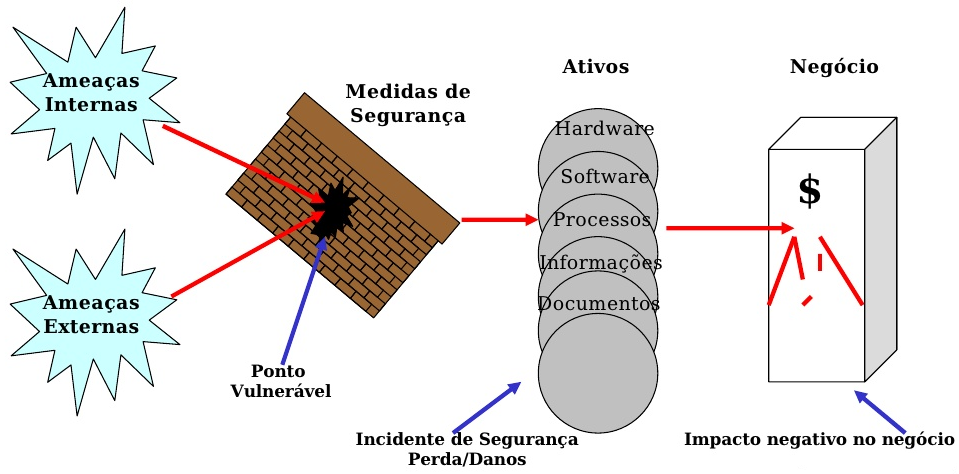 Ameaças
Internas
Medidas de
Segurança
Ativos
Negócio
Hardware
Software
$
Processos
Informações
Documentos
Ameaças
Externas
Ponto
Vulnerável
Incidente de Segurança
Perda/Danos
Impacto negativo no negócio